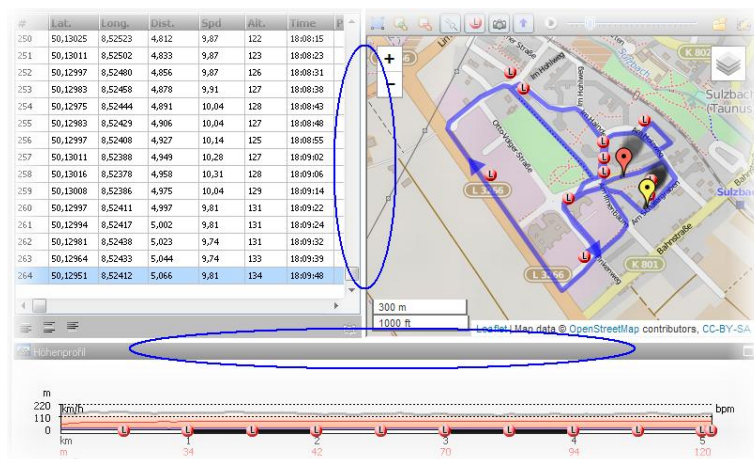 # Lat. Long. Dist. Spd Alt. Time P
250 50,13025 8,52523 4,812 9,87 122 18:08:15
251 50,13011 8,52502 4,833 9,87 123 18:08:23
252 50,12997 8,52480 4,856 9,87 126 18:08:31
253 50,12983 8,52458 4,878 9,91 127 18:08:38
254 50,12975 8,52444 4,891 10,04 128 18:08:43
255 50,12983 8,52429 4,906 10,04 127 18:08:48
256 50,12997 8,52408 4,927 10,14 125 18:08:55
257 50,13011 8,52388 4,949 10,28 127 18:09:02
258 50,13016 8,52378 4,958 10,31 128 18:09:06
259 50,13008 8,52386 4,975 10,04 129 18:09:14
260 50,12997 8,52411 4,997 9,81 131 18:09:22
261 50,12994 8,52417 5,002 9,81 18:09:24
262 50,12981 8,52438 5,023 9,74 131 18:09:32
263 50,12964 8,52433 5,044 9,74 133 18:09:39
264 50,12951 8,52412 5,066 9,81 134 18:09:48
+
−
Im Hohlweg
Im Haindell
Otto-Volger-Straße
Sulzbach
K 802
Sulzbach
(Taunus)
L 3266
Bahnstraße
K 801
L 3266
300 m
1000 ft
Leaflet | Map data © OpenStreetMap contributors, CC-BY-SA
Höhenprofil
m
220 km/h bpm
110
0
km 1 2 3 4 5
m 34 42 70 94 120